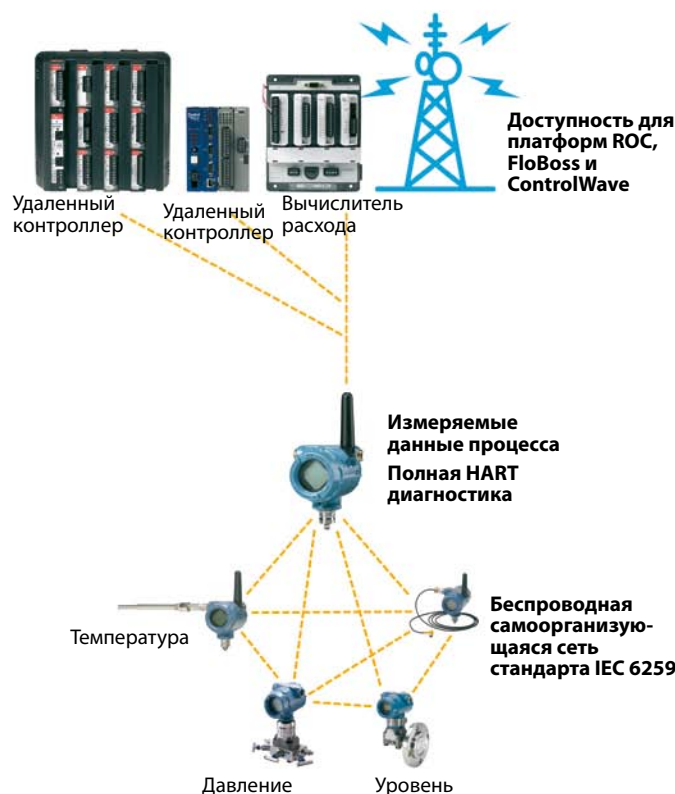 Доступность для
платформ ROC,
FloBoss и
ControlWave
Удаленный
контроллер
Удаленный
контроллер
Вычислитель
расхода
Измеряемые
данные процесса
Полная HART
диагностика
Температура
Беспроводная
самоорганизую-
щаяся сеть
стандарта IEC 6259
Давление
Уровень